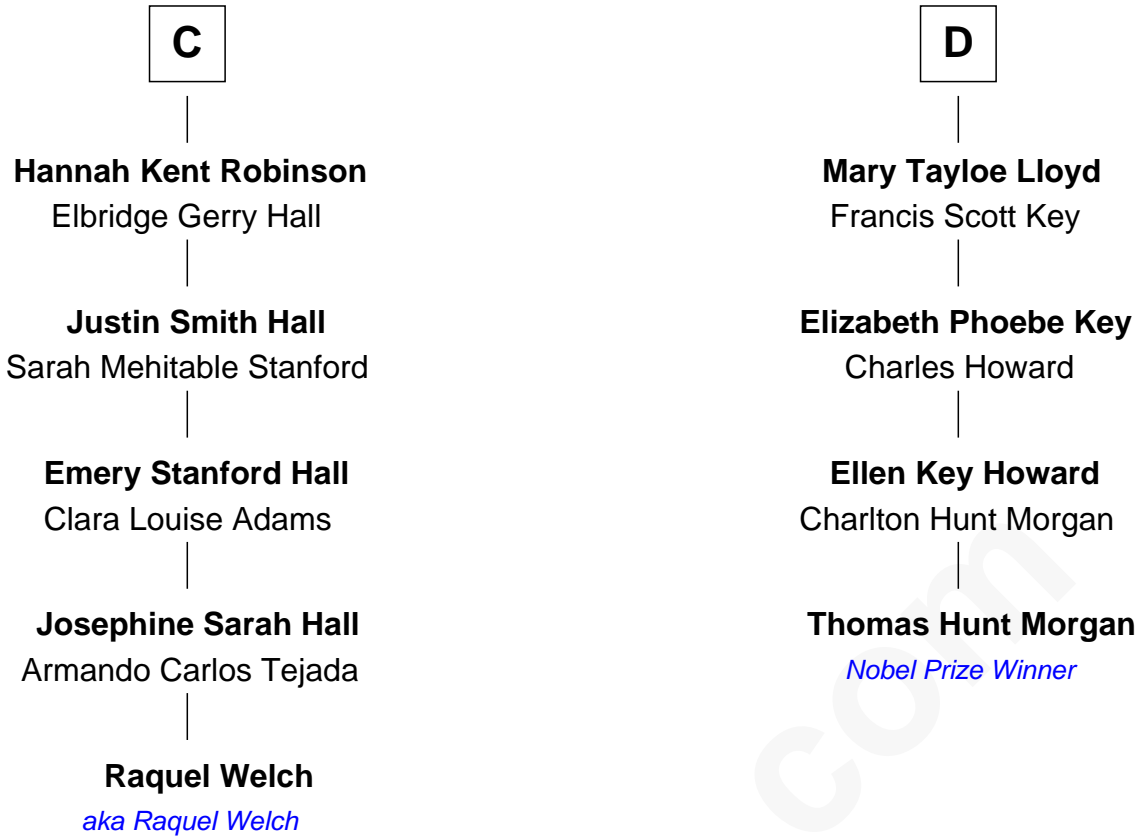 C
Hannah Kent Robinson
Elbridge Gerry Hall
Justin Smith Hall
Sarah Mehitable Stanford
Emery Stanford Hall
Clara Louise Adams
Josephine Sarah Hall
Armando Carlos Tejada
Raquel Welch
aka Raquel Welch
D
Mary Tayloe Lloyd
Francis Scott Key
Elizabeth Phoebe Key
Charles Howard
Ellen Key Howard
Charlton Hunt Morgan
Thomas Hunt Morgan
Nobel Prize Winner
com